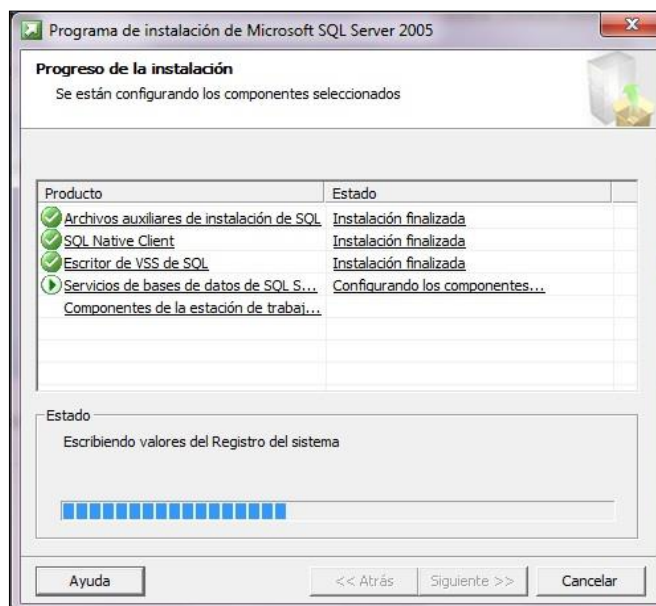 Programa de instalación de Microsoft SQL Server 2005
Progreso de la instalación
Se están configurando los componentes seleccionados
Producto Estado
Archivos auxiliares de instalación de SQL Instalación finalizada
SQL Native Client Instalación finalizada
Escritor de VSS de SQL Instalación finalizada
Servicios de bases de datos de SQL S... Configurando los componentes...
Componentes de la estación de trabaj...
Estado
Escribiendo valores del Registro del sistema
Ayuda << Atrás Siguiente >> Cancelar